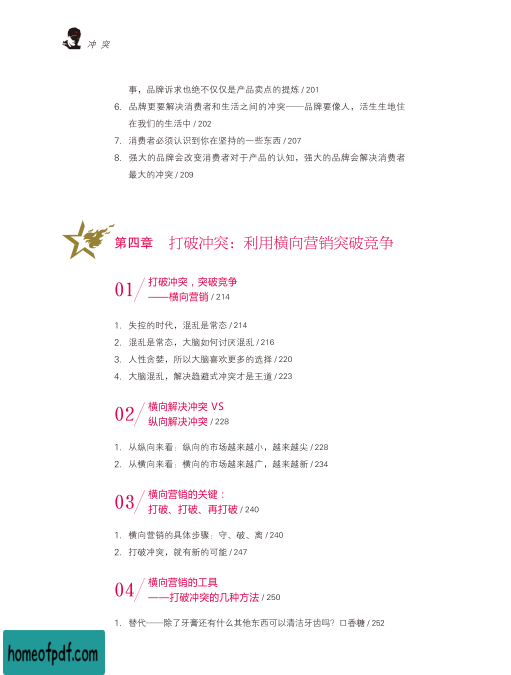 冲 突
事，品牌诉求也绝不仅仅是产品卖点的提炼 / 201
6. 品牌更要解决消费者和生活之间的冲突——品牌要像人，活生生地住
在我们的生活中 / 202
7. 消费者必须认识到你在坚持的一些东西 / 207
8. 强大的品牌会改变消费者对于产品的认知，强大的品牌会解决消费者
最大的冲突 / 209
第四章 打破冲突：利用横向营销突破竞争
01 打破冲突，突破竞争
——横向营销 / 214
1. 失控的时代，混乱是常态 / 214
2. 混乱是常态，大脑如何讨厌混乱 / 216
3. 人性贪婪，所以大脑喜欢更多的选择 / 220
4. 大脑混乱，解决趋避式冲突才是王道 / 223
02 横向解决冲突 VS
纵向解决冲突 / 228
1. 从纵向来看：纵向的市场越来越小，越来越尖 / 228
2. 从横向来看：横向的市场越来越广，越来越新 / 234
03 横向营销的关键：
打破、打破、再打破 / 240
1. 横向营销的具体步骤：守、破、离 / 240
2. 打破冲突，就有新的可能 / 247
04 横向营销的工具
——打破冲突的几种方法 / 250
1. 替代——除了牙膏还有什么其他东西可以清洁牙齿吗？口香糖 / 252
homeofpdf.com